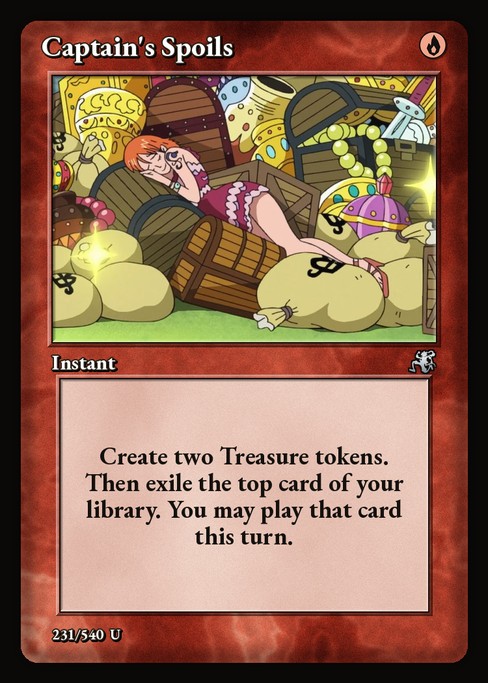 Captain's Spoils
Instant
Create two Treasure tokens.
Then exile the top card of your
library. You may play that card
this turn.
231/540 U